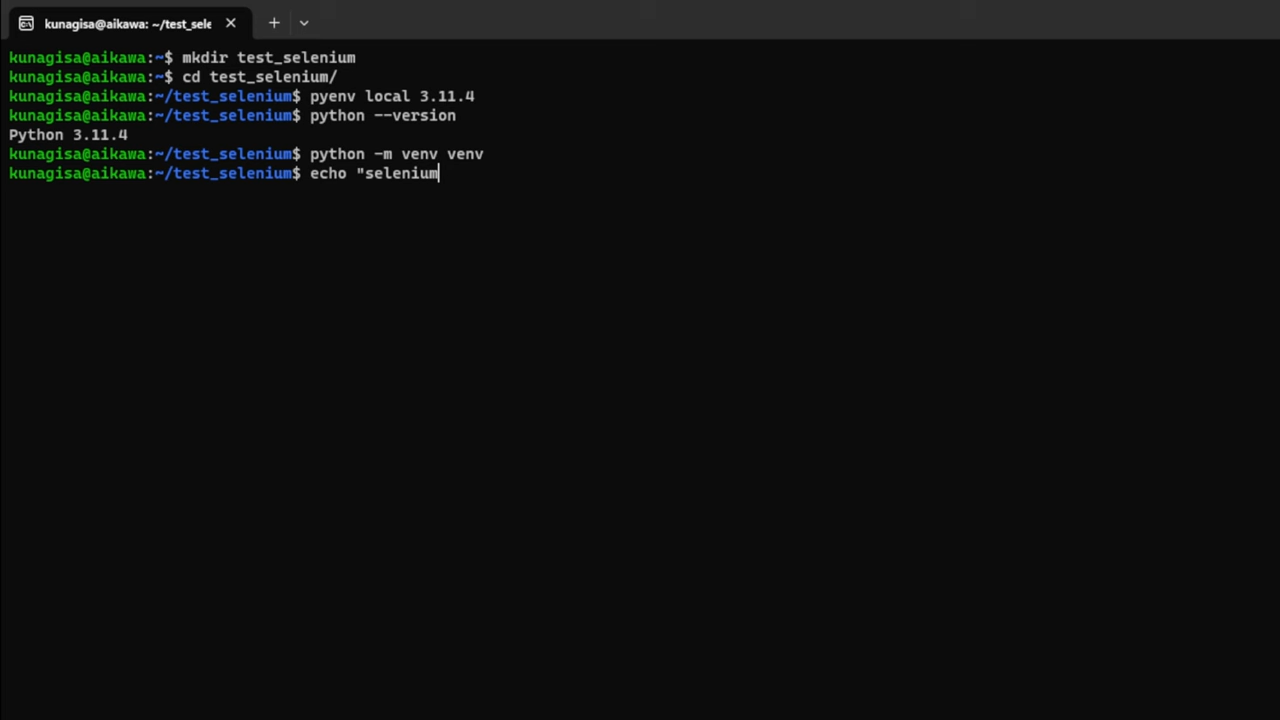 kunagisa@aikawa: ~/test_sele
kunagisa@aikawa:~$ mkdir test_selenium
kunagisa@aikawa:~$ cd test_selenium/
kunagisa@aikawa:~/test_selenium$ pyenv local 3.11.4
kunagisa@aikawa:~/test_selenium$ python --version
Python 3.11.4
kunagisa@aikawa:~/test_selenium$ python -m venv venv
kunagisa@aikawa:~/test_selenium$ echo "selenium